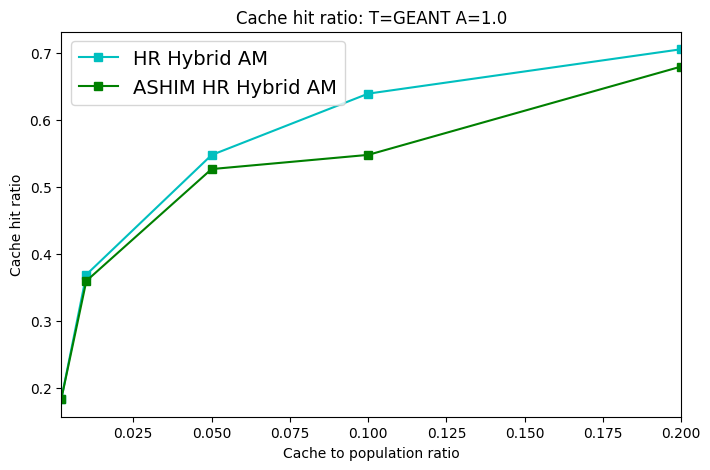 Cache hit ratio: T=GEANT A=1.0
HR Hybrid AM
ASHIM HR Hybrid AM
Cache hit ratio
0.7
0.6
0.5
0.4
0.3
0.2
0.025
0.050
0.075
0.100
0.125
0.150
0.175
0.200
Cache to population ratio